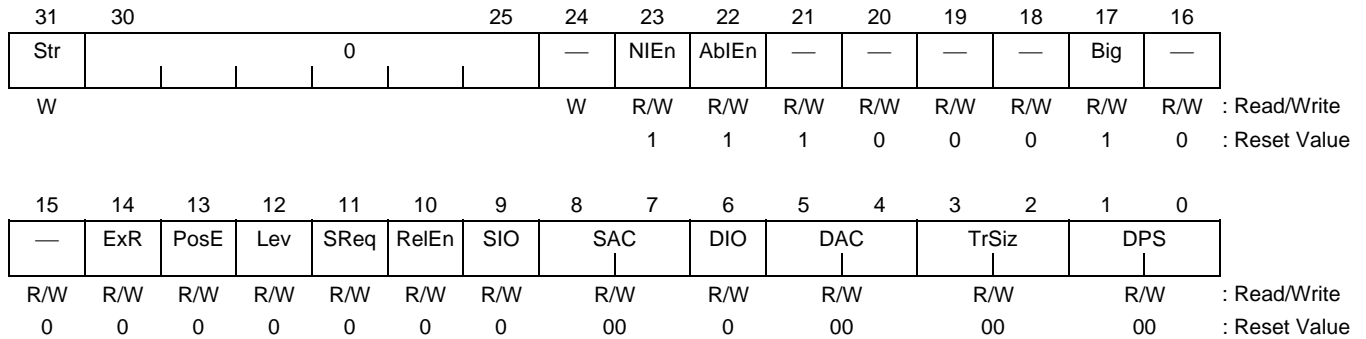 31 30 25 24 23 22 21 20 19 18 17 16
Str 0 — NIEn AbIEn — — — — Big —
W W R/W R/W R/W R/W R/W R/W R/W R/W : Read/Write
1 1 1 0 0 0 1 0 : Reset Value
15 14 13 12 11 10 9 8 7 6 5 4 3 2 1 0
— ExR PosE Lev SReq RelEn SIO SAC DIO DAC TrSiz DPS
R/W R/W R/W R/W R/W R/W R/W R/W R/W R/W R/W R/W : Read/Write
0 0 0 0 0 0 0 00 0 00 00 00 : Reset Value